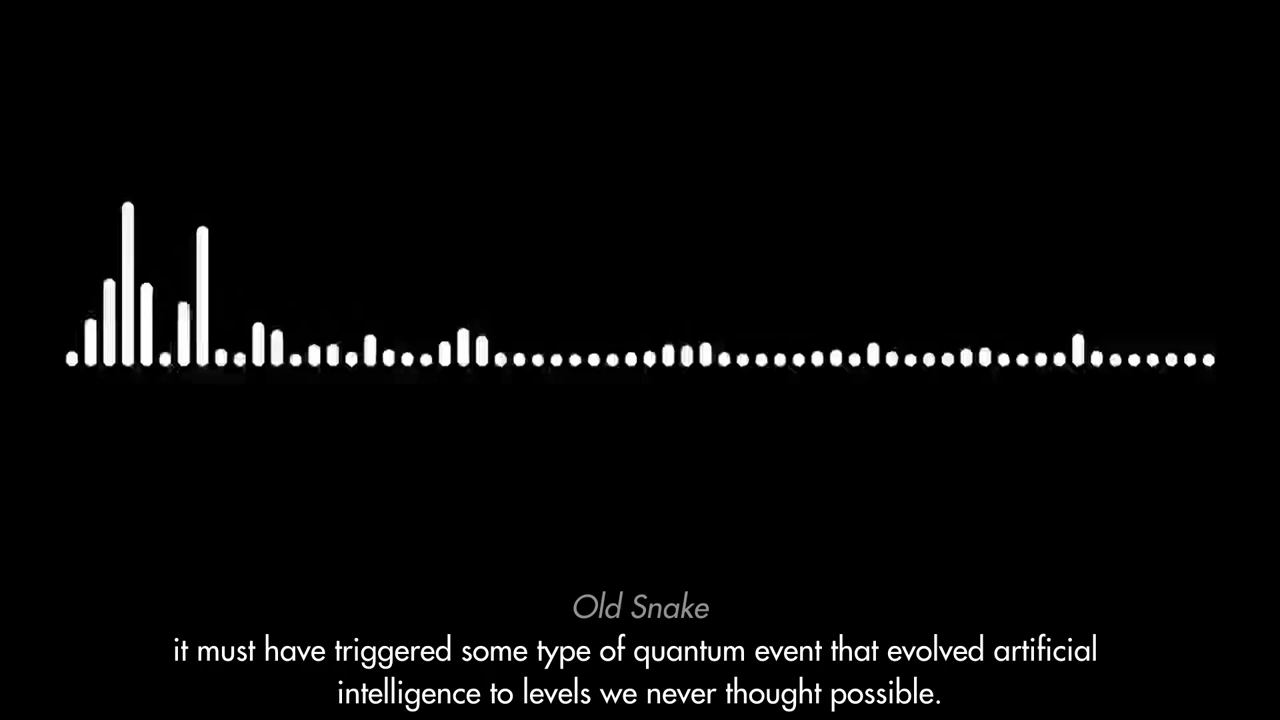 Old Snake
it must have triggered some type of quantum event that evolved artificial
intelligence to levels we never thought possible.